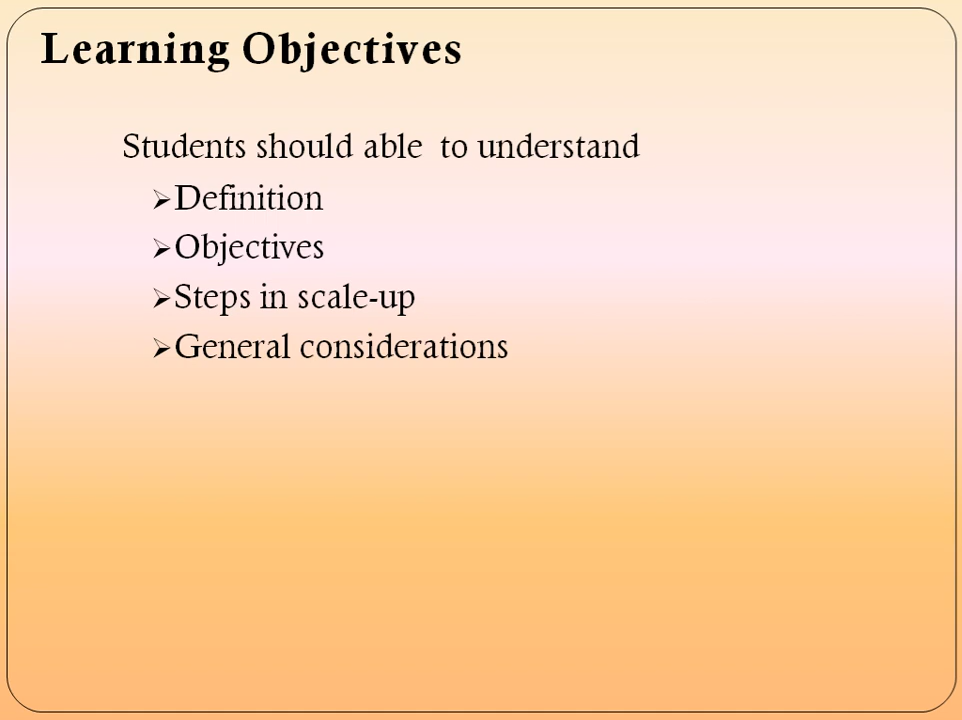 Learning Objectives
Students should able  to understand
➢Definition
➢Objectives
➢Steps in scale-up
➢General considerations